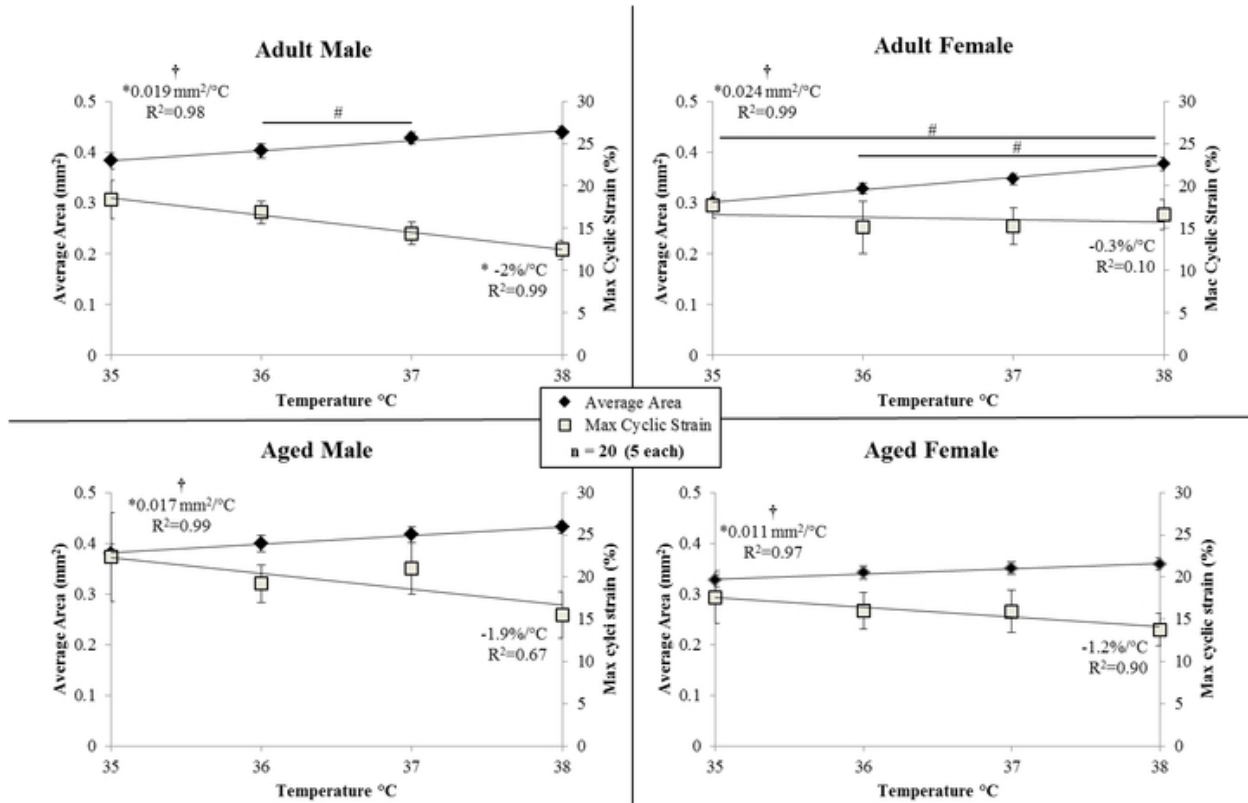 Adult Male
†
*0.019 mm²/°C
R²=0.98
#
0.5
0.4
0.3
0.2
0.1
0
Average Area (mm²)
30
25
20
15
10
5
0
Max Cyclic Strain (%)
* -2%/°C
R²=0.99
35 36 37 38
Temperature °C
Adult Female
†
*0.024 mm²/°C
R²=0.99
#
#
0.5
0.4
0.3
0.2
0.1
0
Average Area (mm²)
30
25
20
15
10
5
0
Mac Cyclic Strain (%)
-0.3%/°C
R²=0.10
35 36 37 38
Temperature °C
Average Area
Max Cyclic Strain
n = 20 (5 each)
Aged Male
†
*0.017 mm²/°C
R²=0.99
0.5
0.4
0.3
0.2
0.1
0
Average Area (mm²)
30
25
20
15
10
5
0
Max cylci strain (%)
-1.9%/°C
R²=0.67
35 36 37 38
Temperature °C
Aged Female
†
*0.011 mm²/°C
R²=0.97
0.5
0.4
0.3
0.2
0.1
0
Average Area (mm²)
30
25
20
15
10
5
0
Max cyclic strain (%)
-1.2%/°C
R²=0.90
35 36 37 38
Temperature °C